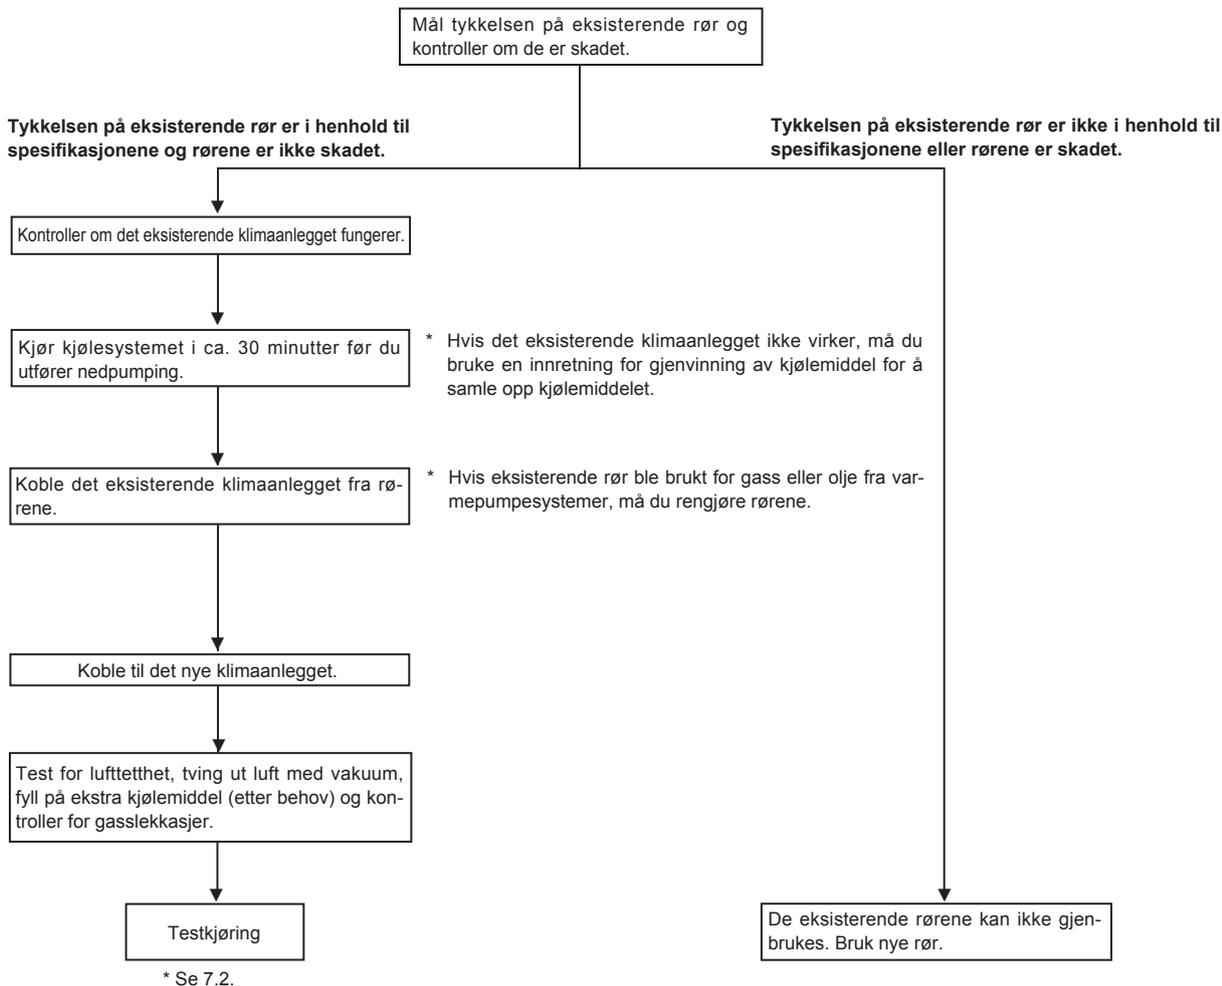 Mål tykkelsen på eksisterende rør og
kontroller om de er skadet.
Tykkelsen på eksisterende rør er i henhold til
spesifikasjonene og rørene er ikke skadet.
Tykkelsen på eksisterende rør er ikke i henhold til
spesifikasjonene eller rørene er skadet.
Kontroller om det eksisterende klimaanlegget fungerer.
Kjør kjølesystemet i ca. 30 minutter før du
utfører nedpumping.
* Hvis det eksisterende klimaanlegget ikke virker, må du
bruke en innretning for gjenvinning av kjølemiddel for å
samle opp kjølemiddelet.
Koble det eksisterende klimaanlegget fra rø-
rene.
* Hvis eksisterende rør ble brukt for gass eller olje fra var-
mepumpesystemer, må du rengjøre rørene.
Koble til det nye klimaanlegget.
Test for lufttetthet, tving ut luft med vakuum,
fyll på ekstra kjølemiddel (etter behov) og kon-
troller for gasslekkasjer.
Testkjøring
* Se 7.2.
De eksisterende rørene kan ikke gjen-
brukes. Bruk nye rør.